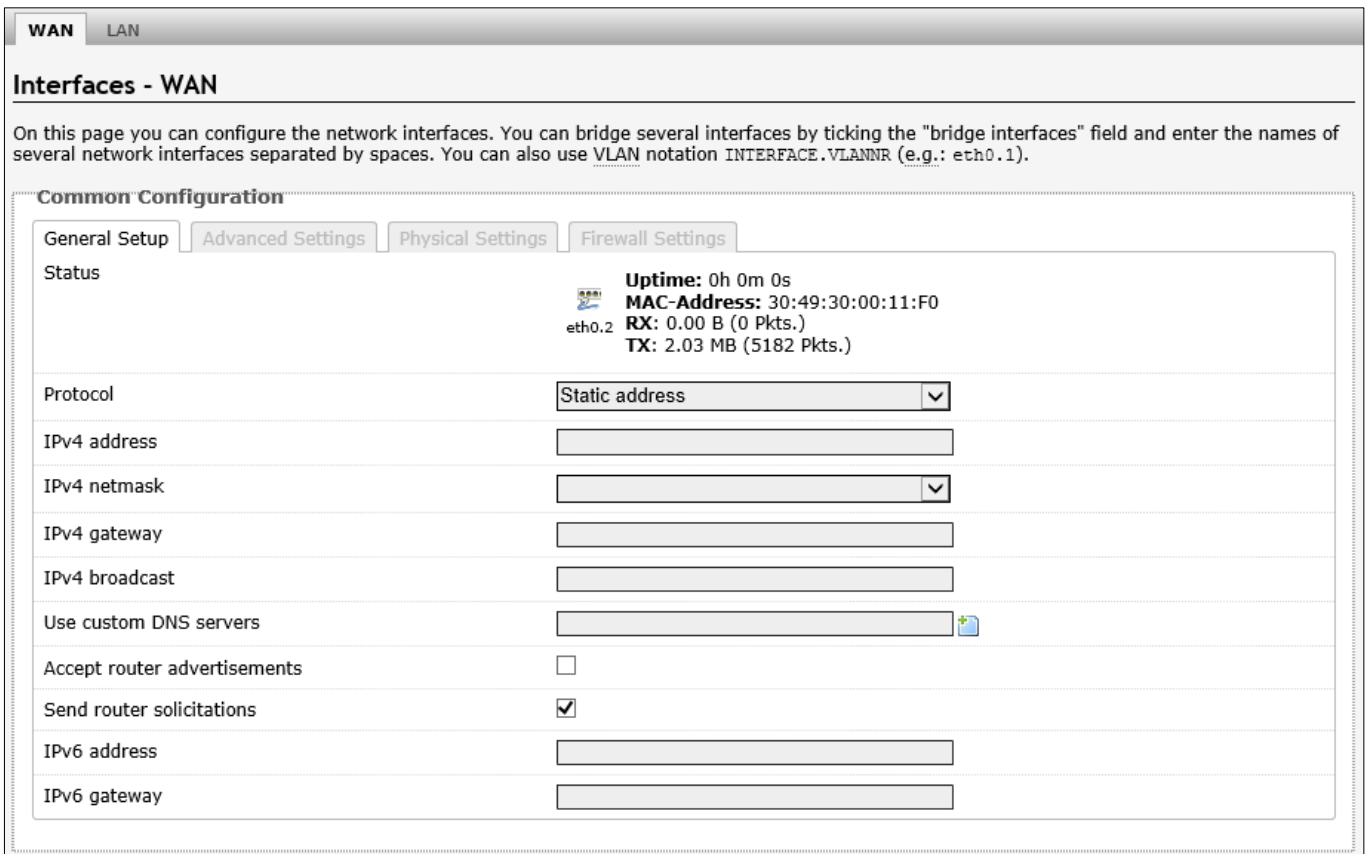 WAN LAN
Interfaces - WAN
On this page you can configure the network interfaces. You can bridge several interfaces by ticking the "bridge interfaces" field and enter the names of
several network interfaces separated by spaces. You can also use VLAN notation INTERFACE.VLANNR (e.g.: eth0.1).
Common Configuration
General Setup Advanced Settings Physical Settings Firewall Settings
Status
Uptime: 0h 0m 0s
MAC-Address: 30:49:30:00:11:F0
eth0.2 RX: 0.00 B (0 Pkts.)
TX: 2.03 MB (5182 Pkts.)
Protocol Static address
IPv4 address
IPv4 netmask
IPv4 gateway
IPv4 broadcast
Use custom DNS servers
Accept router advertisements
Send router solicitations
IPv6 address
IPv6 gateway